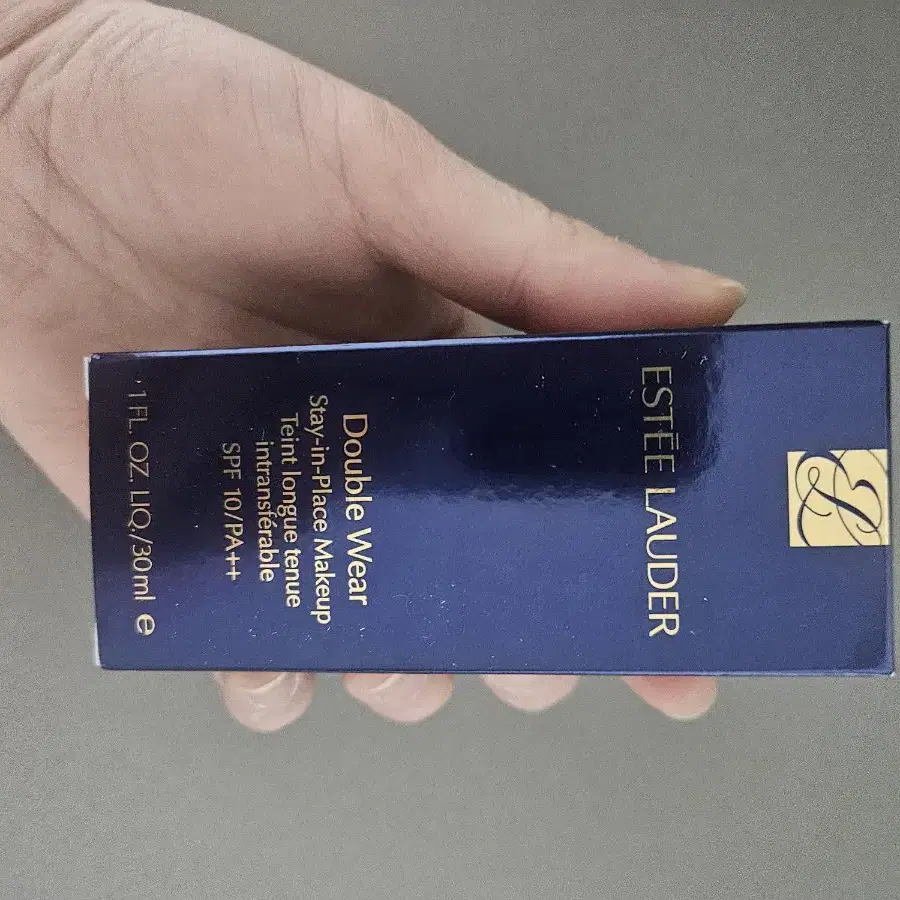 ESTÉE LAUDER
Double Wear
Stay-in-Place Makeup
Teint longue tenue
intransférable
SPF 10/PA++
1 FL. OZ. LIQ./30ml ℮